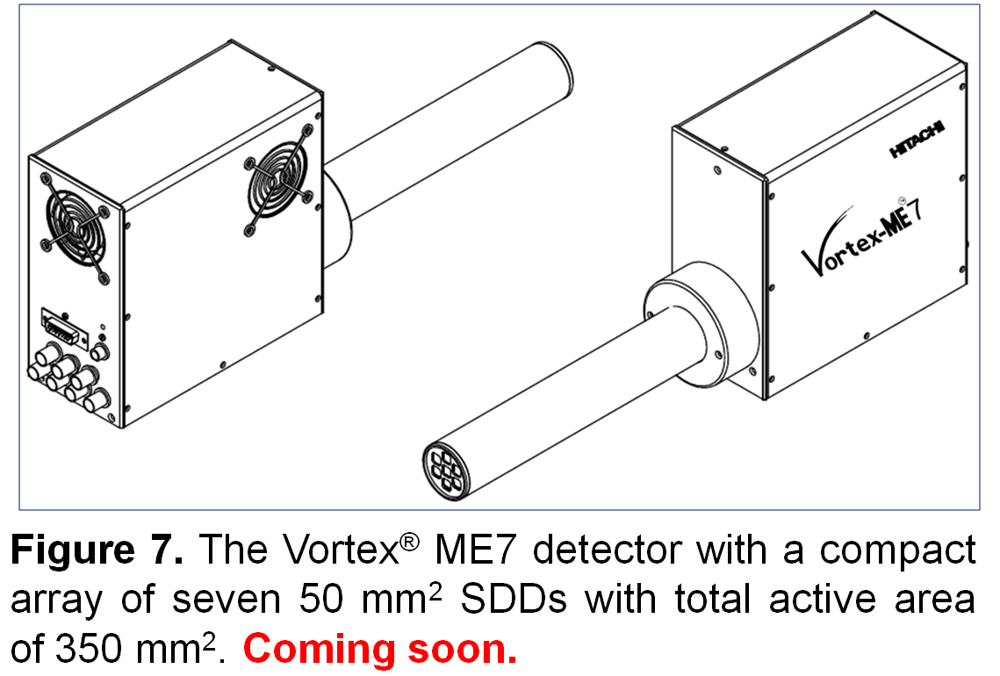 HITACHI
Vortex-ME7
™
Figure 7. The Vortex® ME7 detector with a compact
array of seven 50 mm² SDDs with total active area
of 350 mm². Coming soon.